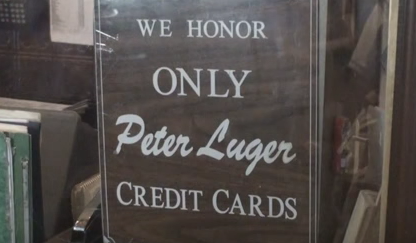 WE HONOR
ONLY
Peter Luger
CREDIT CARDS